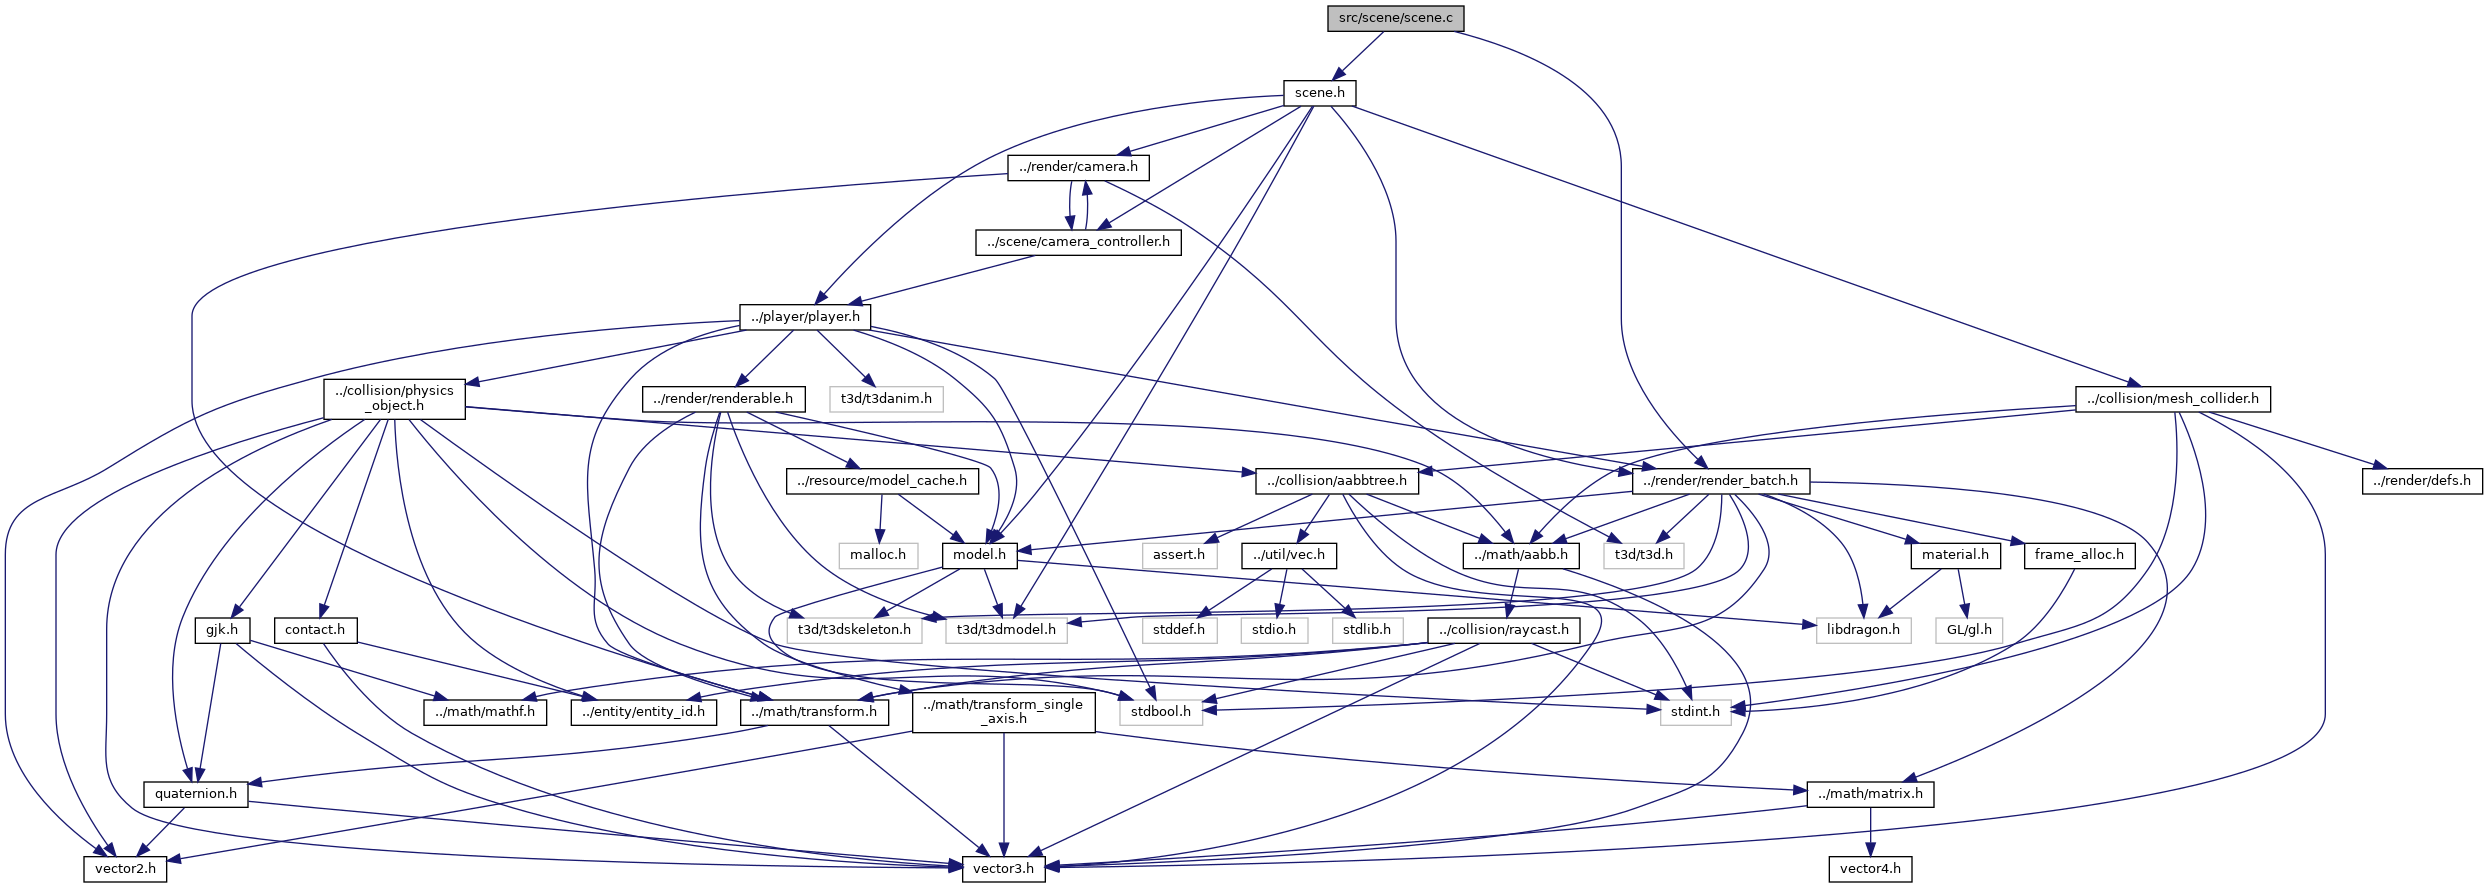 src/scene/scene.c
scene.h
../render/camera.h
../scene/camera_controller.h
../player/player.h
../collision/physics
_object.h
../render/renderable.h
t3d/t3danim.h
../collision/mesh_collider.h
../resource/model_cache.h
../collision/aabbtree.h
../render/render_batch.h
../render/defs.h
malloc.h
model.h
assert.h
../util/vec.h
../math/aabb.h
t3d/t3d.h
material.h
frame_alloc.h
gjk.h
contact.h
t3d/t3dskeleton.h
t3d/t3dmodel.h
stddef.h
stdio.h
stdlib.h
../collision/raycast.h
libdragon.h
GL/gl.h
../math/mathf.h
../entity/entity_id.h
../math/transform.h
../math/transform_single
_axis.h
stdbool.h
stdint.h
quaternion.h
../math/matrix.h
vector2.h
vector3.h
vector4.h